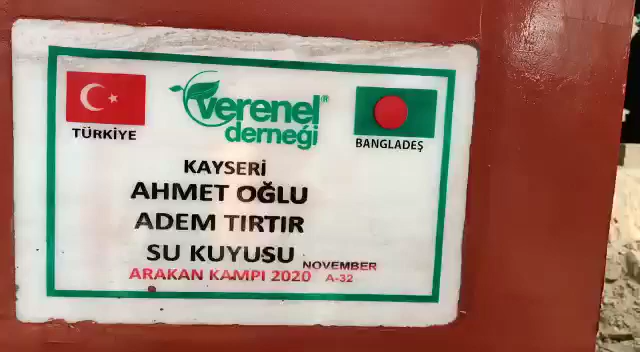 verenel®
derneği
TÜRKİYE
BANGLADEŞ
KAYSERİ
AHMET OĞLU
ADEM TIRTIR
SU KUYUSU
NOVEMBER
ARAKAN KAMPI 2020 A-32